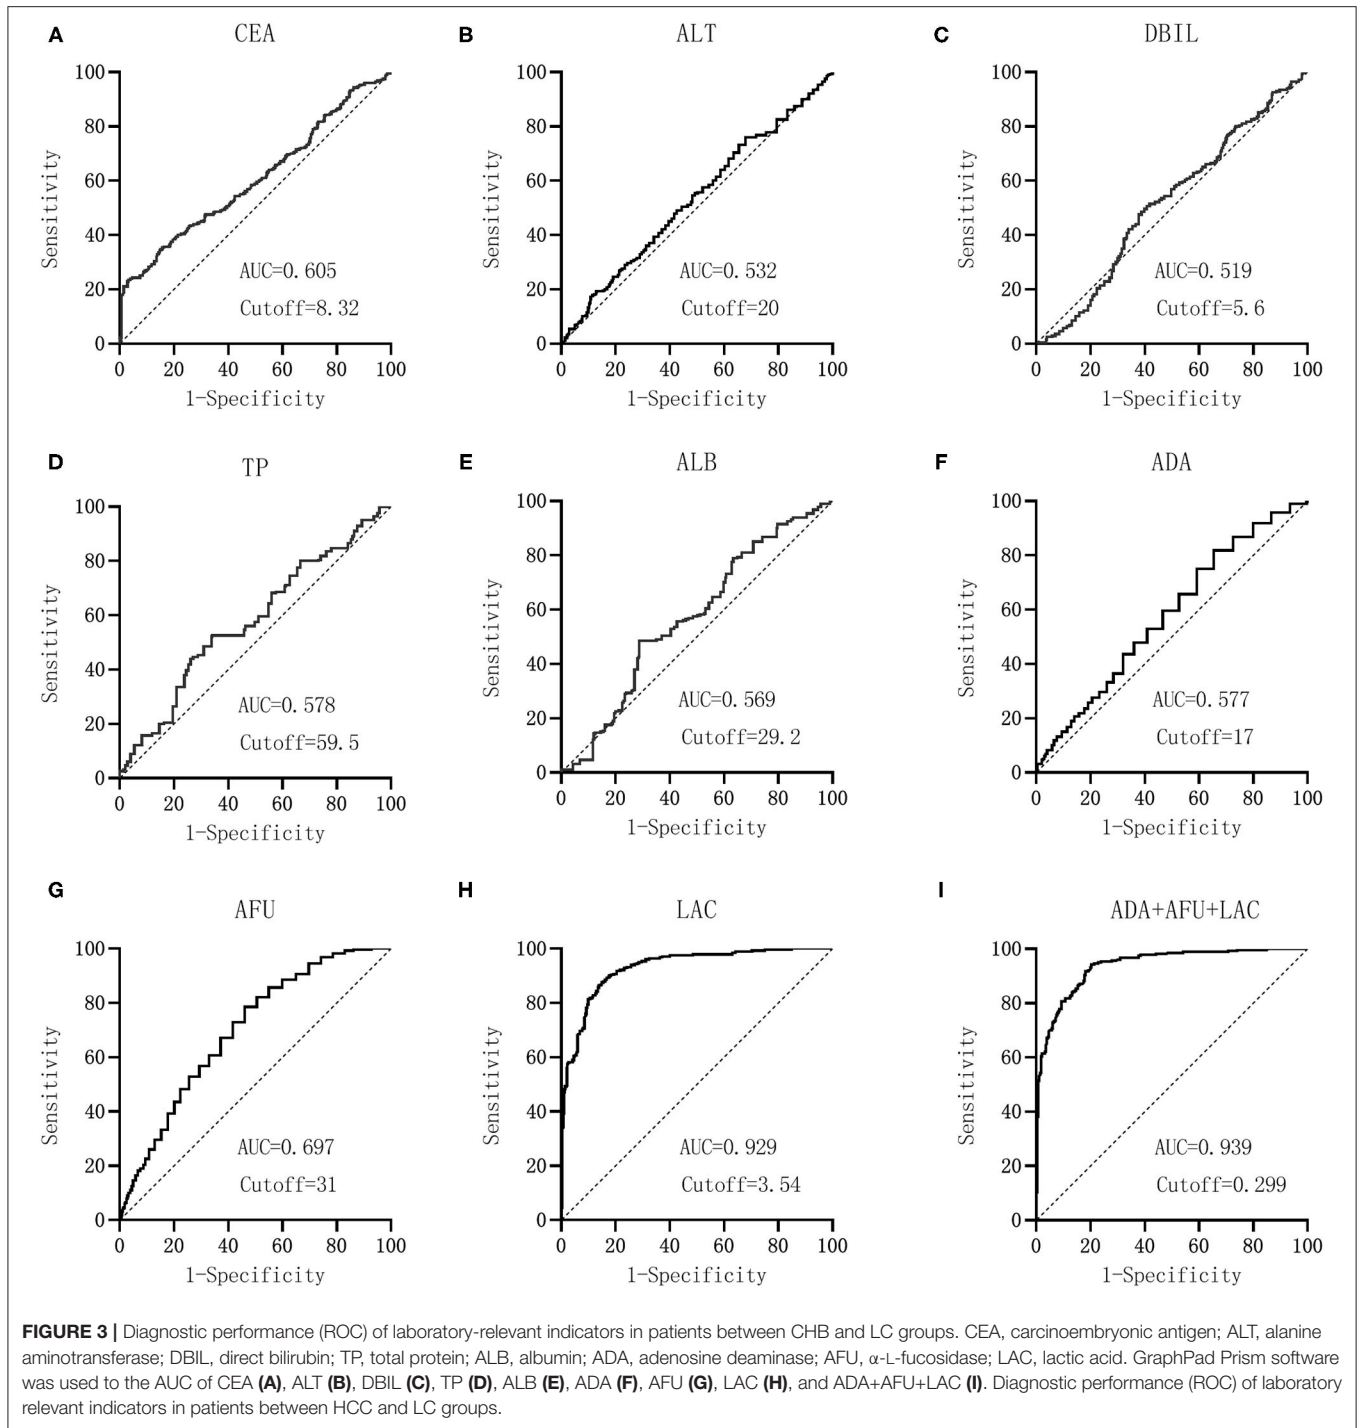 A
CEA
100
80
60
40
20
0
Sensitivity
AUC=0.605
Cutoff=8.32
0 20 40 60 80 100
1-Specificity
B
ALT
100
80
60
40
20
0
Sensitivity
AUC=0.532
Cutoff=20
0 20 40 60 80 100
1-Specificity
C
DBIL
100
80
60
40
20
0
Sensitivity
AUC=0.519
Cutoff=5.6
0 20 40 60 80 100
1-Specificity
D
TP
100
80
60
40
20
0
Sensitivity
AUC=0.578
Cutoff=59.5
0 20 40 60 80 100
1-Specificity
E
ALB
100
80
60
40
20
0
Sensitivity
AUC=0.569
Cutoff=29.2
0 20 40 60 80 100
1-Specificity
F
ADA
100
80
60
40
20
0
Sensitivity
AUC=0.577
Cutoff=17
0 20 40 60 80 100
1-Specificity
G
AFU
100
80
60
40
20
0
Sensitivity
AUC=0.697
Cutoff=31
0 20 40 60 80 100
1-Specificity
H
LAC
100
80
60
40
20
0
Sensitivity
AUC=0.929
Cutoff=3.54
0 20 40 60 80 100
1-Specificity
I
ADA+AFU+LAC
100
80
60
40
20
0
Sensitivity
AUC=0.939
Cutoff=0.299
0 20 40 60 80 100
1-Specificity
FIGURE 3 | Diagnostic performance (ROC) of laboratory-relevant indicators in patients between CHB and LC groups. CEA, carcinoembryonic antigen; ALT, alanine
aminotransferase; DBIL, direct bilirubin; TP, total protein; ALB, albumin; ADA, adenosine deaminase; AFU, α-L-fucosidase; LAC, lactic acid. GraphPad Prism software
was used to the AUC of CEA (A), ALT (B), DBIL (C), TP (D), ALB (E), ADA (F), AFU (G), LAC (H), and ADA+AFU+LAC (I). Diagnostic performance (ROC) of laboratory
relevant indicators in patients between HCC and LC groups.